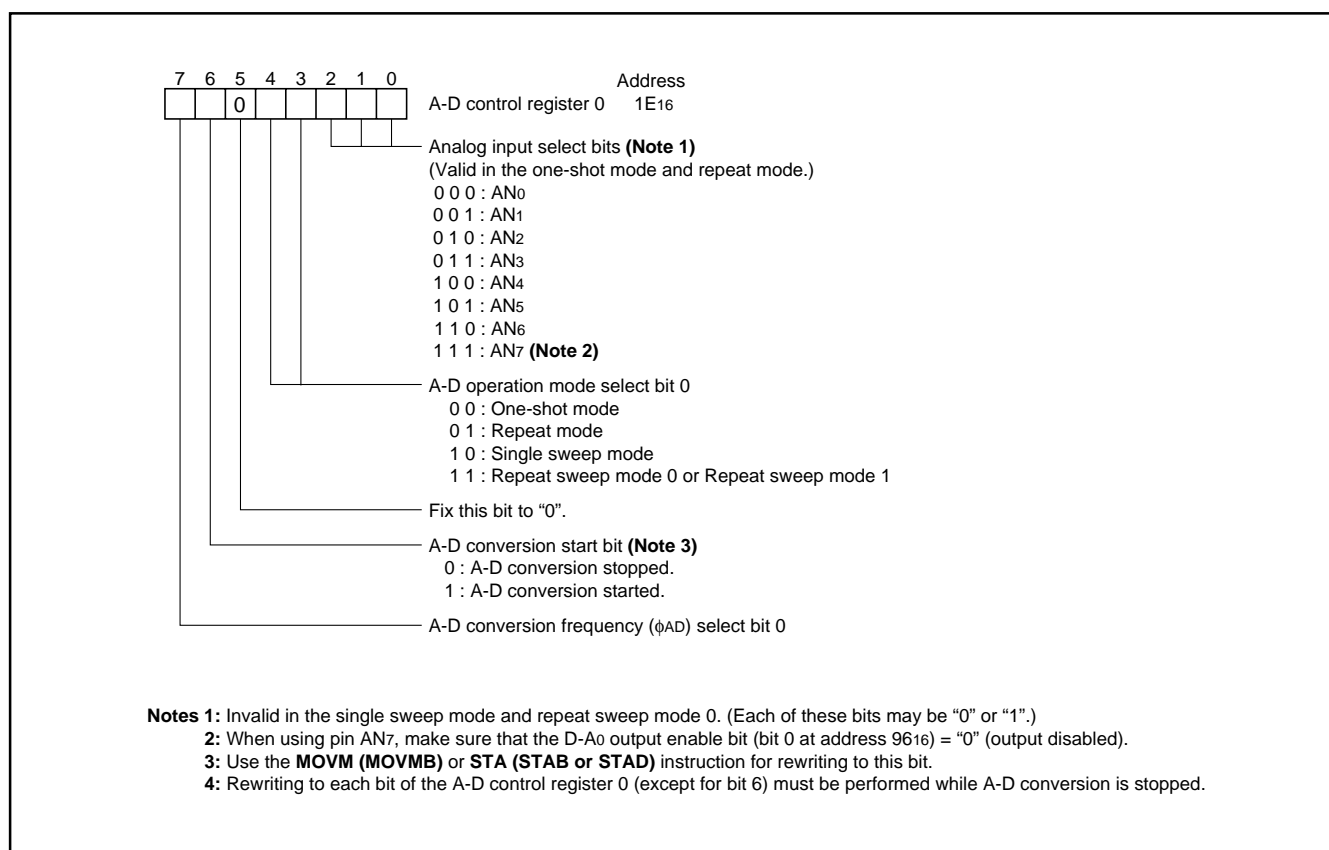 7 6 5 4 3 2 1 0
Address
0
A-D control register 0 1E16
Analog input select bits (Note 1)
(Valid in the one-shot mode and repeat mode.)
0 0 0 : AN0
0 0 1 : AN1
0 1 0 : AN2
0 1 1 : AN3
1 0 0 : AN4
1 0 1 : AN5
1 1 0 : AN6
1 1 1 : AN7 (Note 2)
A-D operation mode select bit 0
0 0 : One-shot mode
0 1 : Repeat mode
1 0 : Single sweep mode
1 1 : Repeat sweep mode 0 or Repeat sweep mode 1
Fix this bit to “0”.
A-D conversion start bit (Note 3)
0 : A-D conversion stopped.
1 : A-D conversion started.
A-D conversion frequency (ϕAD) select bit 0
Notes 1: Invalid in the single sweep mode and repeat sweep mode 0. (Each of these bits may be “0” or “1”.)
2: When using pin AN7, make sure that the D-A0 output enable bit (bit 0 at address 9616) = “0” (output disabled).
3: Use the MOVM (MOVMB) or STA (STAB or STAD) instruction for rewriting to this bit.
4: Rewriting to each bit of the A-D control register 0 (except for bit 6) must be performed while A-D conversion is stopped.